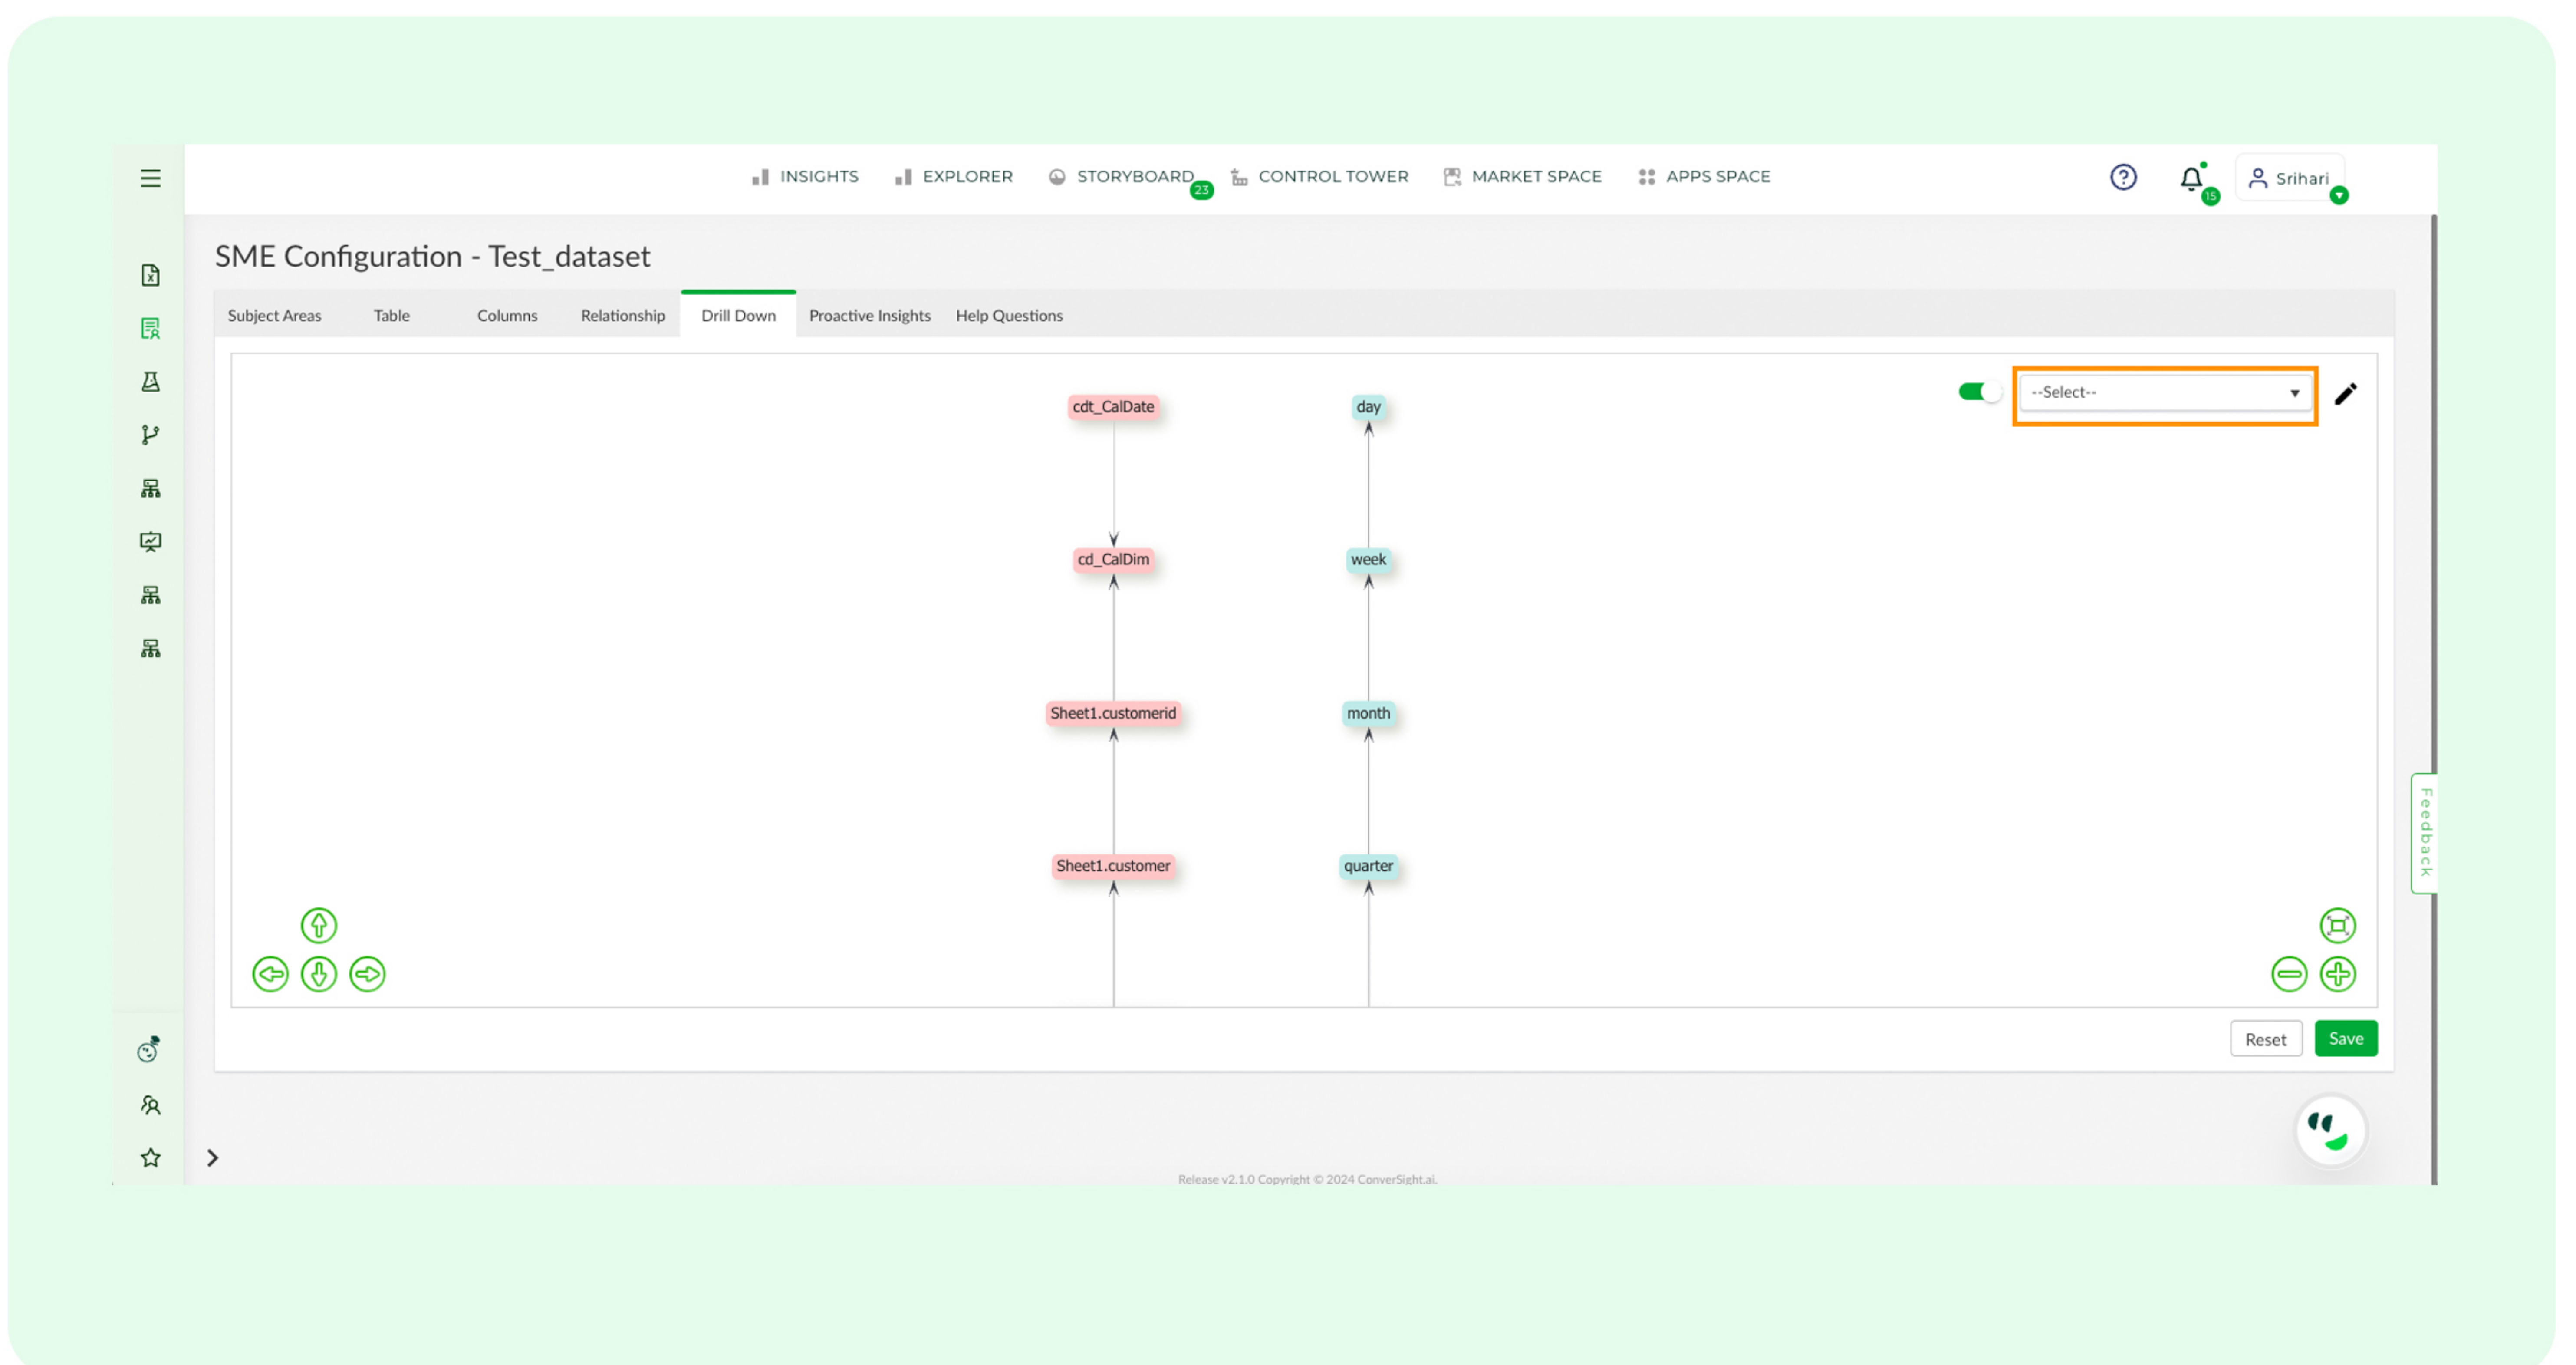 INSIGHTS
EXPLORER
STORYBOARD
23
CONTROL TOWER
MARKET SPACE
APPS SPACE
?
15
Srihari
SME Configuration - Test_dataset
Subject Areas
Table
Columns
Relationship
Drill Down
Proactive Insights
Help Questions
--Select--
cdt_CalDate
day
cd_CalDim
week
Sheet1.customerid
month
Sheet1.customer
quarter
Feedback
Reset
Save
Release v2.1.0 Copyright © 2024 ConverSight.ai.